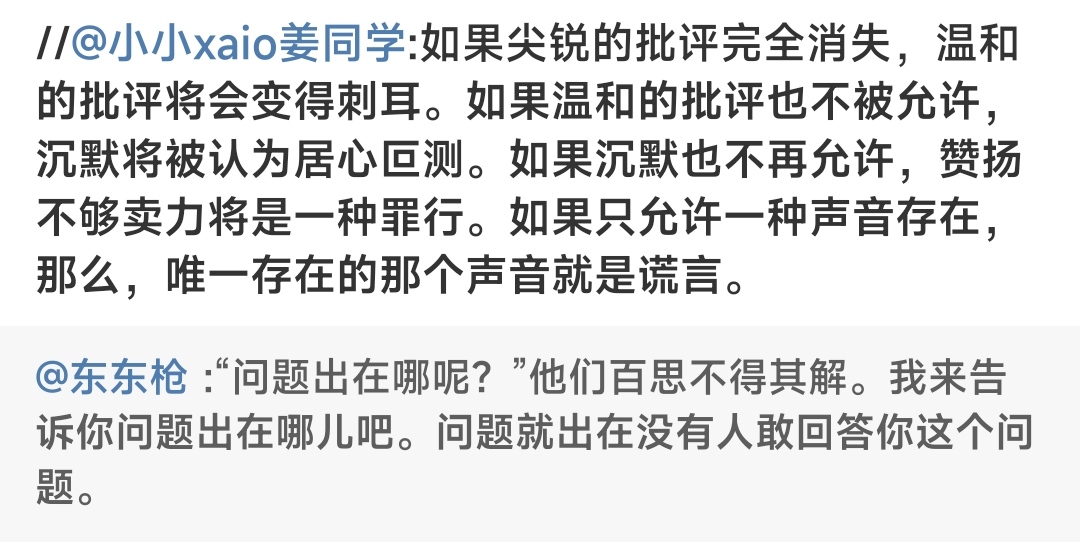 //@小小xaio姜同学:如果尖锐的批评完全消失，温和
的批评将会变得刺耳。如果温和的批评也不被允许，
沉默将被认为居心叵测。如果沉默也不再允许，赞扬
不够卖力将是一种罪行。如果只允许一种声音存在，
那么，唯一存在的那个声音就是谎言。
@东东枪 :“问题出在哪呢？”他们百思不得其解。我来告
诉你问题出在哪儿吧。问题就出在没有人敢回答你这个问
题。